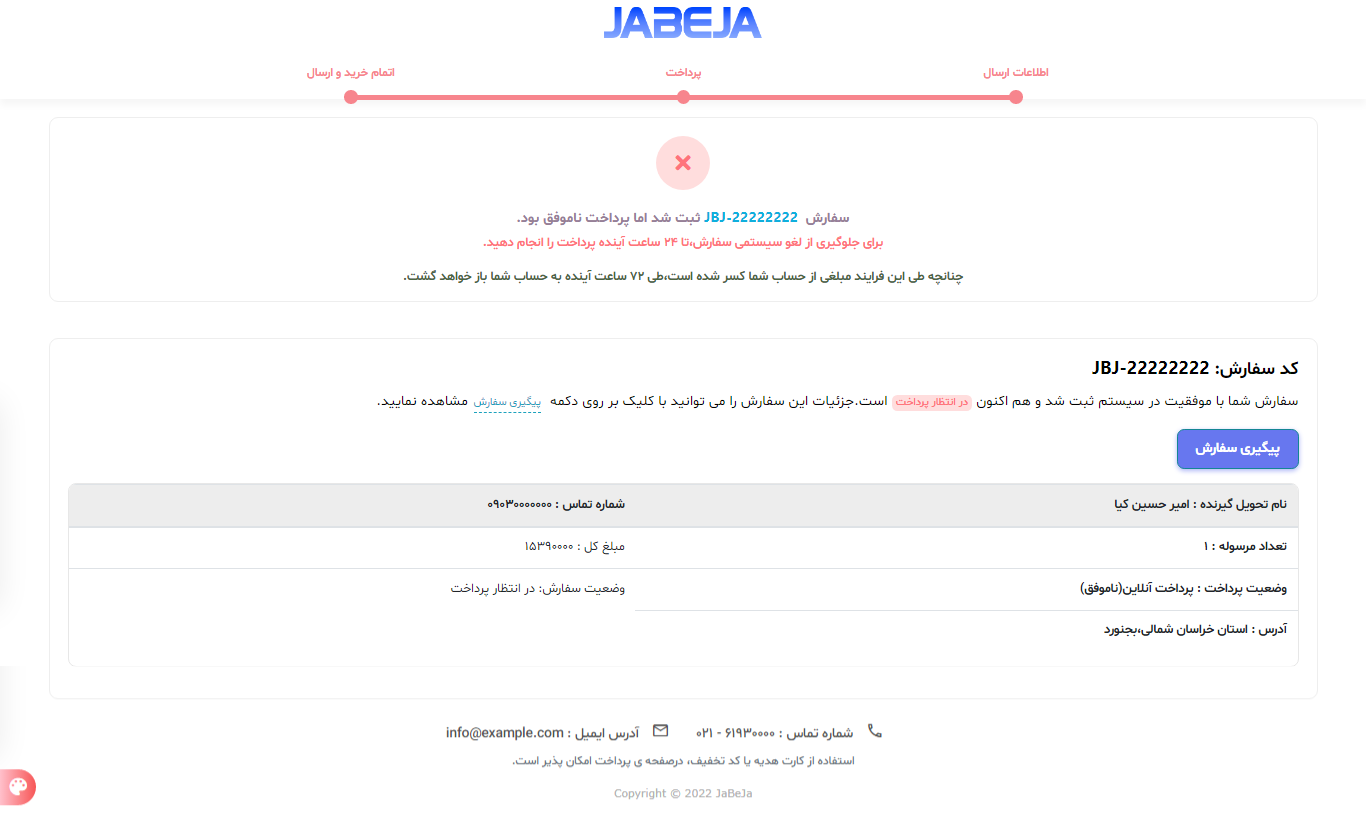 JABEJA
اطلاعات ارسال
پرداخت
اتمام خرید و ارسال
سفارش JBJ-22222222 ثبت شد اما پرداخت ناموفق بود.
برای جلوگیری از لغو سیستمی سفارش،تا ۲۴ ساعت آینده پرداخت را انجام دهید.
چنانچه طی این فرایند مبلغی از حساب شما کسر شده است،طی ۷۲ ساعت آینده به حساب شما باز خواهد گشت.
کد سفارش: JBJ-22222222
سفارش شما با موفقیت در سیستم ثبت شد و هم اکنون در انتظار پرداخت است.جزئیات این سفارش را می توانید با کلیک بر روی دکمه پیگیری سفارش مشاهده نمایید.
پیگیری سفارش
نام تحویل گیرنده : امیر حسین کیا
شماره تماس : ۰۹۰۳۰۰۰۰۰۰۰
تعداد مرسوله : ۱
مبلغ کل : ۱۵۳۹۰۰۰۰
وضعیت پرداخت : پرداخت آنلاین(ناموفق)
وضعیت سفارش: در انتظار پرداخت
آدرس : استان خراسان شمالی،بجنورد
شماره تماس : ۶۱۹۳۰۰۰۰ - ۰۲۱
آدرس ایمیل : info@example.com
استفاده از کارت هدیه یا کد تخفیف، درصفحه ی پرداخت امکان پذیر است.
Copyright © 2022 JaBeJa